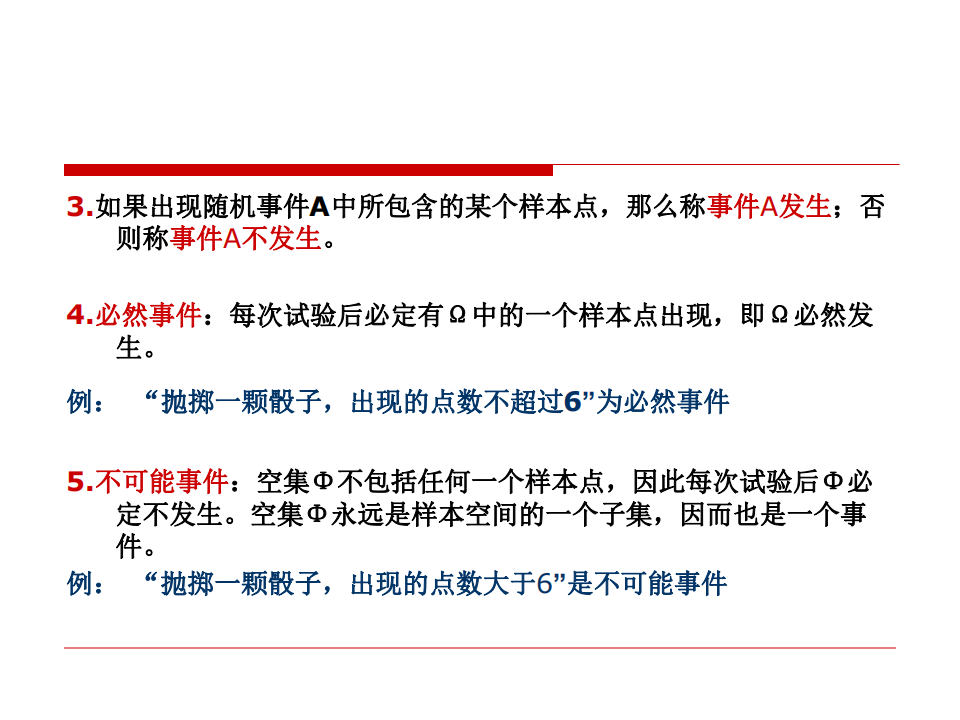 3.如果出现随机事件A中所包含的某个样本点，那么称事件A发生；否
则称事件A不发生。
4.必然事件：每次试验后必定有Ω中的一个样本点出现，即Ω必然发
生。
例： “抛掷一颗骰子，出现的点数不超过6”为必然事件
5.不可能事件：空集Φ不包括任何一个样本点，因此每次试验后Φ必
定不发生。空集Φ永远是样本空间的一个子集，因而也是一个事
件。
例： “抛掷一颗骰子，出现的点数大于6”是不可能事件